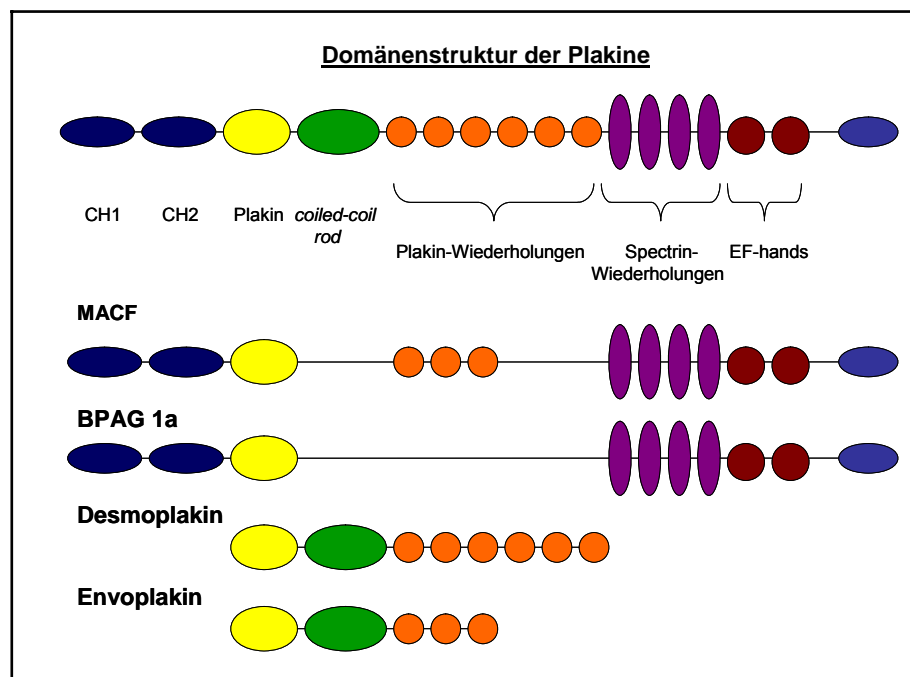 Domänenstruktur der Plakine
CH1 CH2 Plakin coiled-coil
rod
Plakin-Wiederholungen
Spectrin-
Wiederholungen
EF-hands
MACF
BPAG 1a
Desmoplakin
Envoplakin